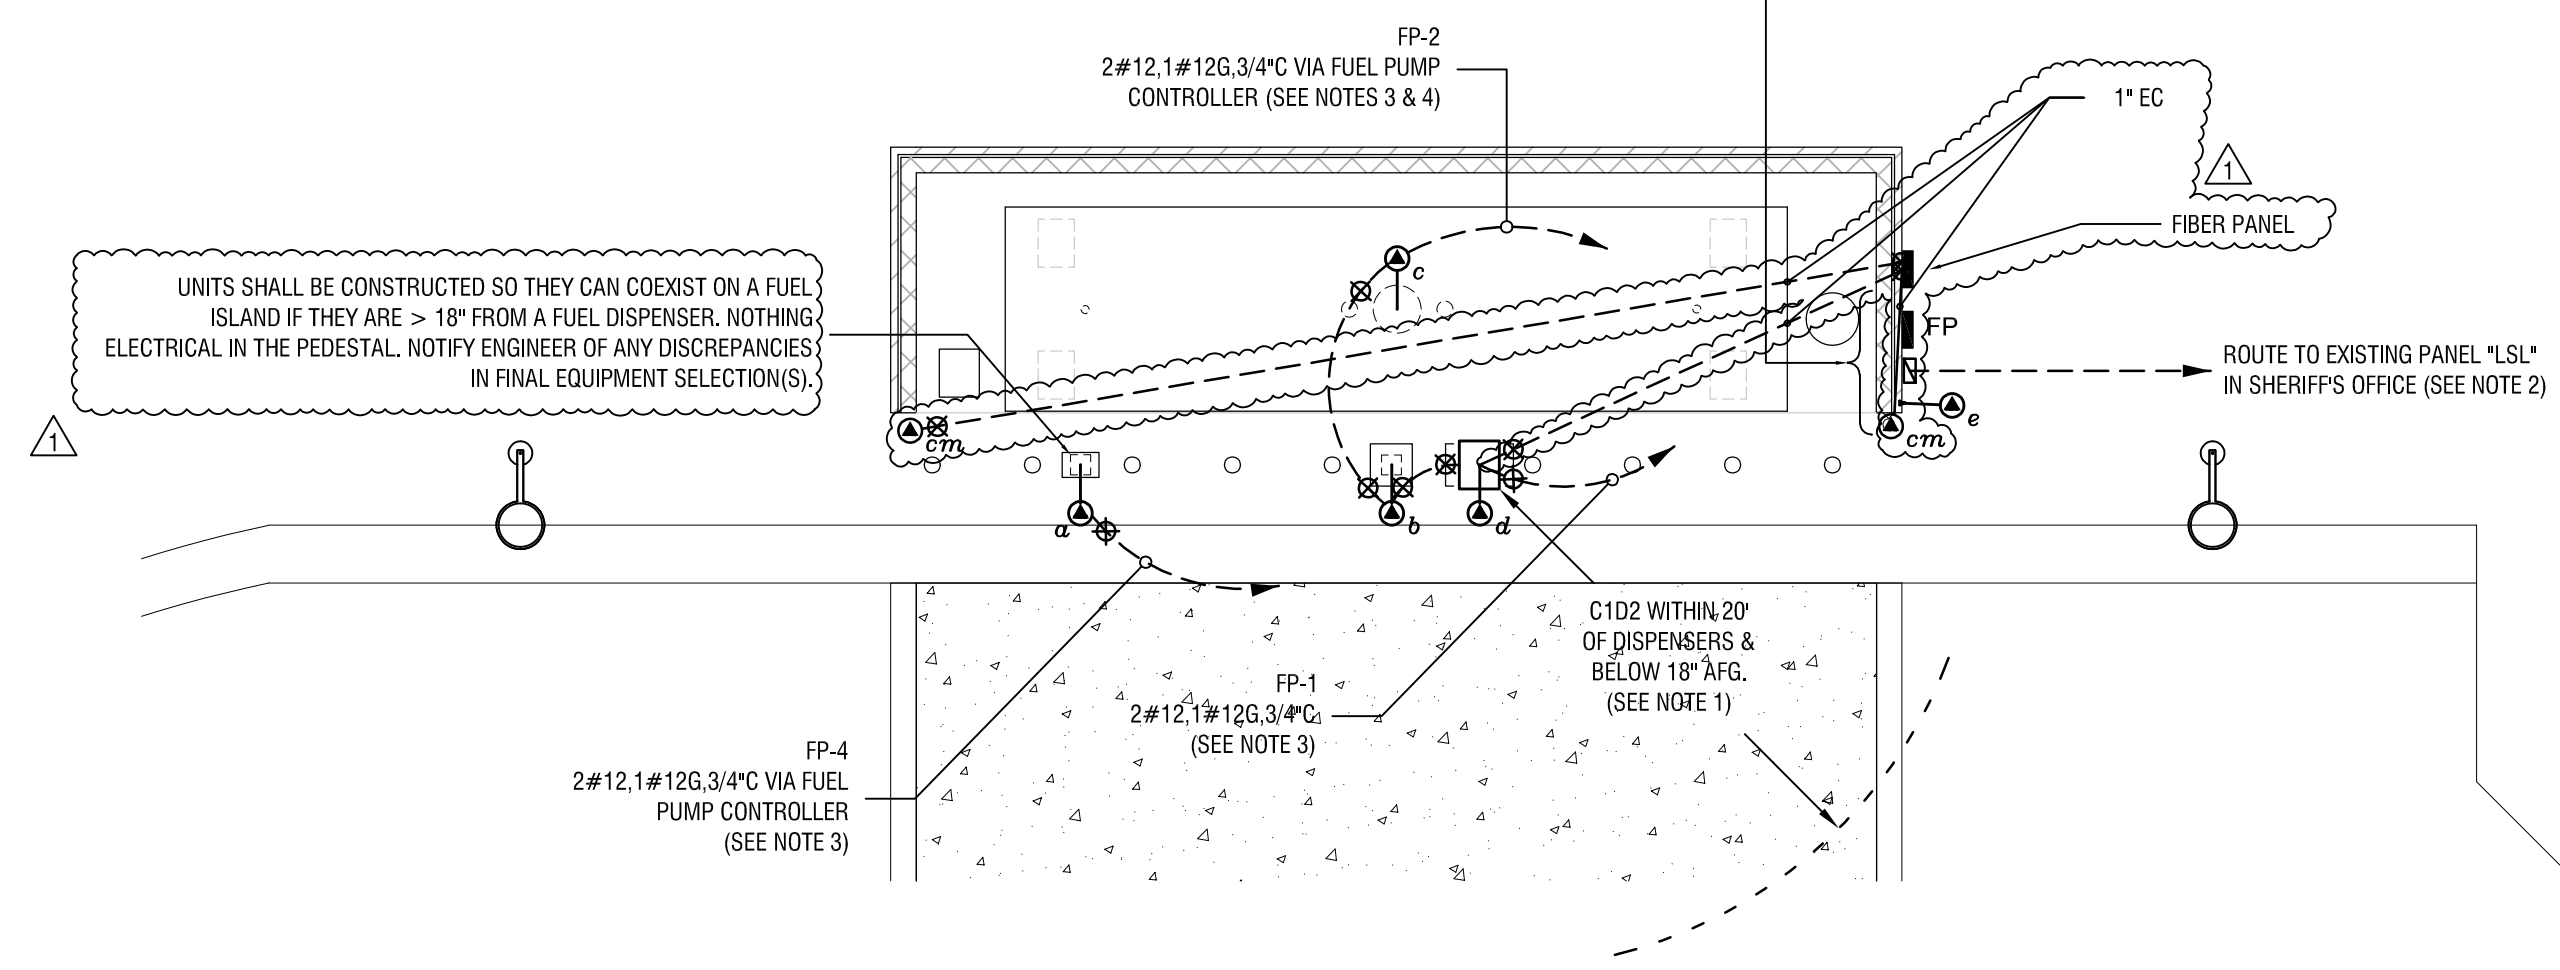 FP-2
2#12,1#12G,3/4"C VIA FUEL PUMP
CONTROLLER (SEE NOTES 3 & 4)
1" EC
1
FIBER PANEL
UNITS SHALL BE CONSTRUCTED SO THEY CAN COEXIST ON A FUEL
ISLAND IF THEY ARE > 18" FROM A FUEL DISPENSER. NOTHING
ELECTRICAL IN THE PEDESTAL. NOTIFY ENGINEER OF ANY DISCREPANCIES
IN FINAL EQUIPMENT SELECTION(S).
1
c
FP
ROUTE TO EXISTING PANEL "LSL"
IN SHERIFF'S OFFICE (SEE NOTE 2)
e
cm
cm
a
b
d
C1D2 WITHIN 20'
OF DISPENSERS &
BELOW 18" AFG.
(SEE NOTE 1)
FP-1
2#12,1#12G,3/4"C
(SEE NOTE 3)
FP-4
2#12,1#12G,3/4"C VIA FUEL
PUMP CONTROLLER
(SEE NOTE 3)